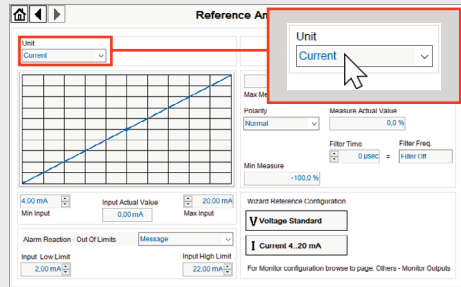 Reference An
Unit
Current
Unit
Current
Max Me
Polarity
Measure Actual Value
Normal
0,0 %
Filter Time
Filter Freq.
0 µsec = Filter Off
Min Measure
-100,0 %
4,00 mA
Input Actual Value
20,00 mA
Min Input
0,00 mA
Max Input
Wizard Reference Configuration
V Voltage Standard
I Current 4..20 mA
Alarm Reaction - Out Of Limits
Message
Input Low Limit
Input High Limit
2,00 mA
22,00 mA
For Monitor configuration browse to page: Others - Monitor Outputs